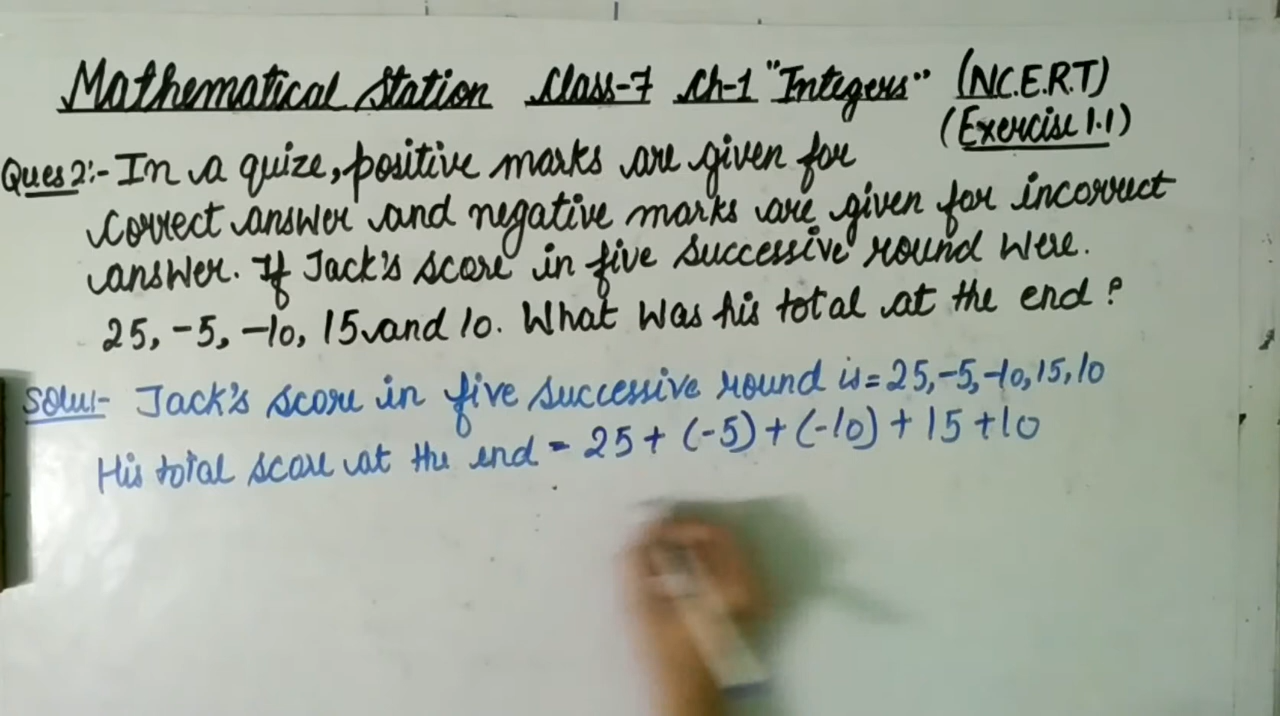 Mathematical Station Class-7 Ch-1 "Integers" (N.C.E.R.T)
(Exercise 1.1)
Ques 2:- In a quize, positive marks are given for
correct answer and negative marks are given for incorrect
answer. If Jack's score in five successive round were.
25, -5, -10, 15 and 10. What was his total at the end ?
Solu:- Jack's score in five successive round is = 25, -5, -10, 15, 10
His total score at the end = 25 + (-5) + (-10) + 15 + 10